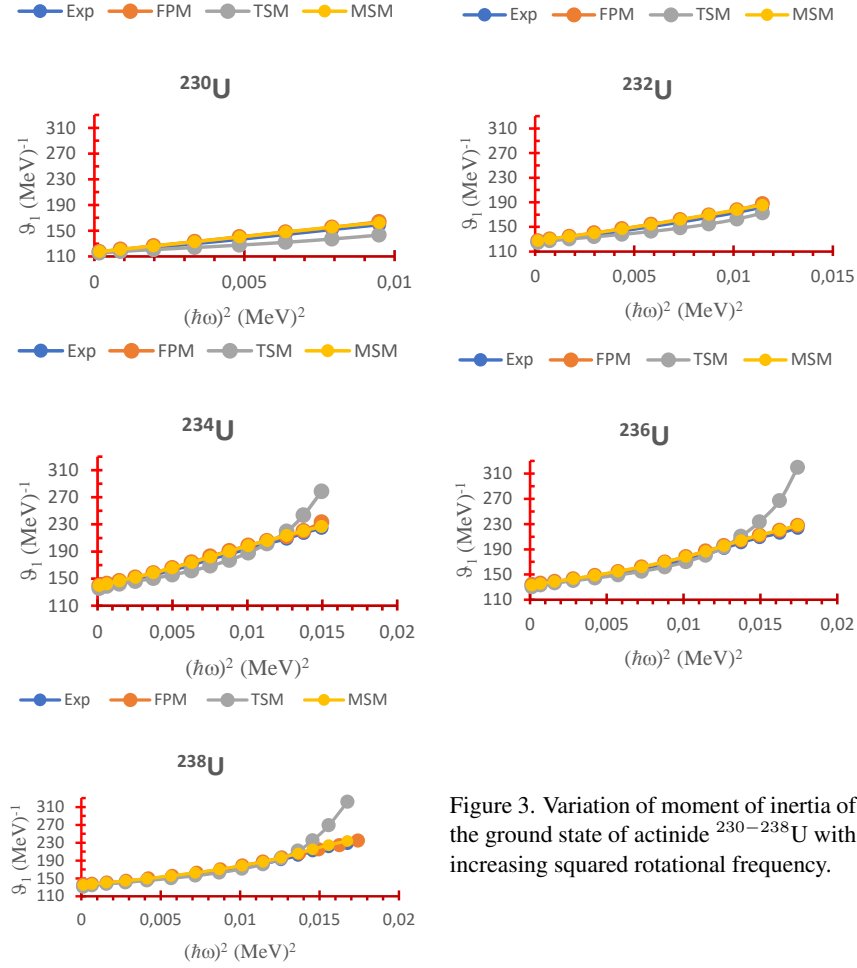 Exp FPM TSM MSM
²³⁰U
310
270
230
190
150
110
ϑ₁ (MeV)⁻¹
0 0,005 0,01
(ħω)² (MeV)²
Exp FPM TSM MSM
²³²U
310
270
230
190
150
110
ϑ₁ (MeV)⁻¹
0 0,005 0,01 0,015
(ħω)² (MeV)²
Exp FPM TSM MSM
²³⁴U
310
270
230
190
150
110
ϑ₁ (MeV)⁻¹
0 0,005 0,01 0,015 0,02
(ħω)² (MeV)²
Exp FPM TSM MSM
²³⁶U
310
270
230
190
150
110
ϑ₁ (MeV)⁻¹
0 0,005 0,01 0,015 0,02
(ħω)² (MeV)²
Exp FPM TSM MSM
²³⁸U
310
270
230
190
150
110
ϑ₁ (MeV)⁻¹
0 0,005 0,01 0,015 0,02
(ħω)² (MeV)²
Figure 3. Variation of moment of inertia of
the ground state of actinide ²³⁰⁻²³⁸U with
increasing squared rotational frequency.